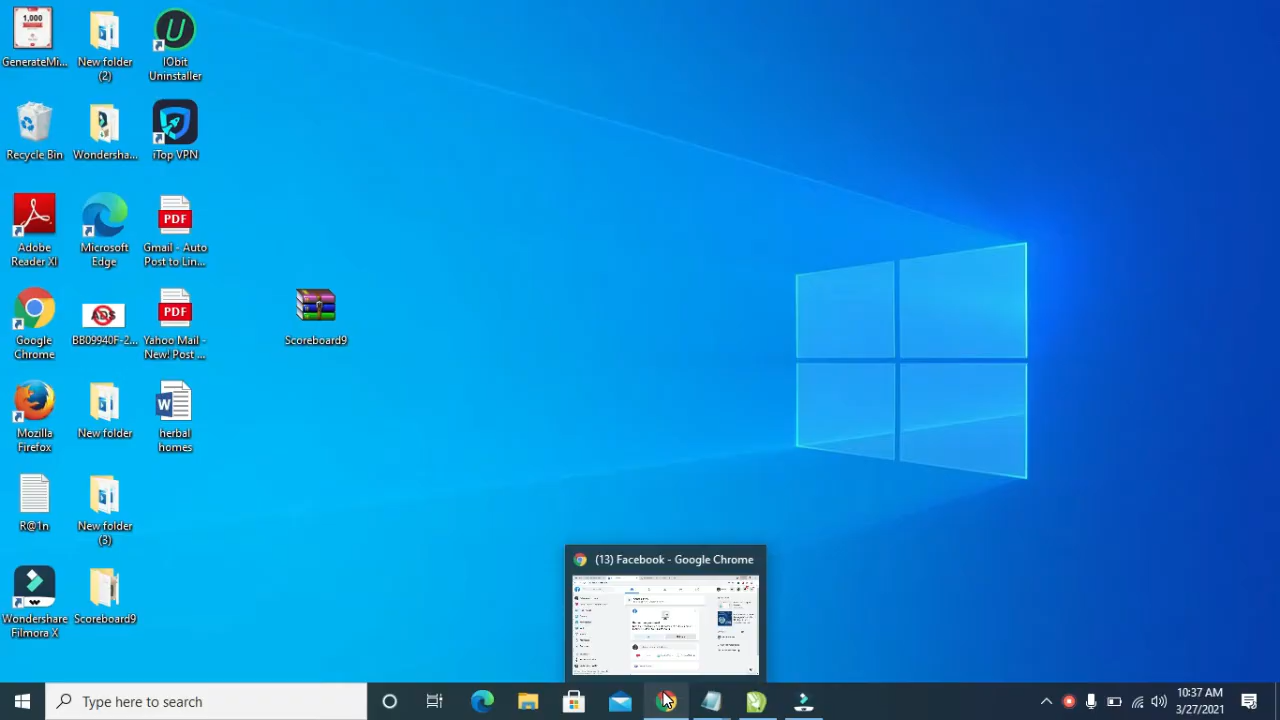 1,000
GenerateMi...
New folder
(2)
U
IObit
Uninstaller
Recycle Bin
Wondersha...
iTop VPN
Adobe
Reader XI
Microsoft
Edge
PDF
Gmail - Auto
Post to Lin...
Google
Chrome
ADS
BB09940F-2...
PDF
Yahoo Mail -
New! Post ...
Scoreboard9
Mozilla
Firefox
New folder
W
herbal
homes
R@1n
New folder
(3)
Wondershare
Filmora X
Scoreboard9
(13) Facebook - Google Chrome
Type here to search
10:37 AM
3/27/2021